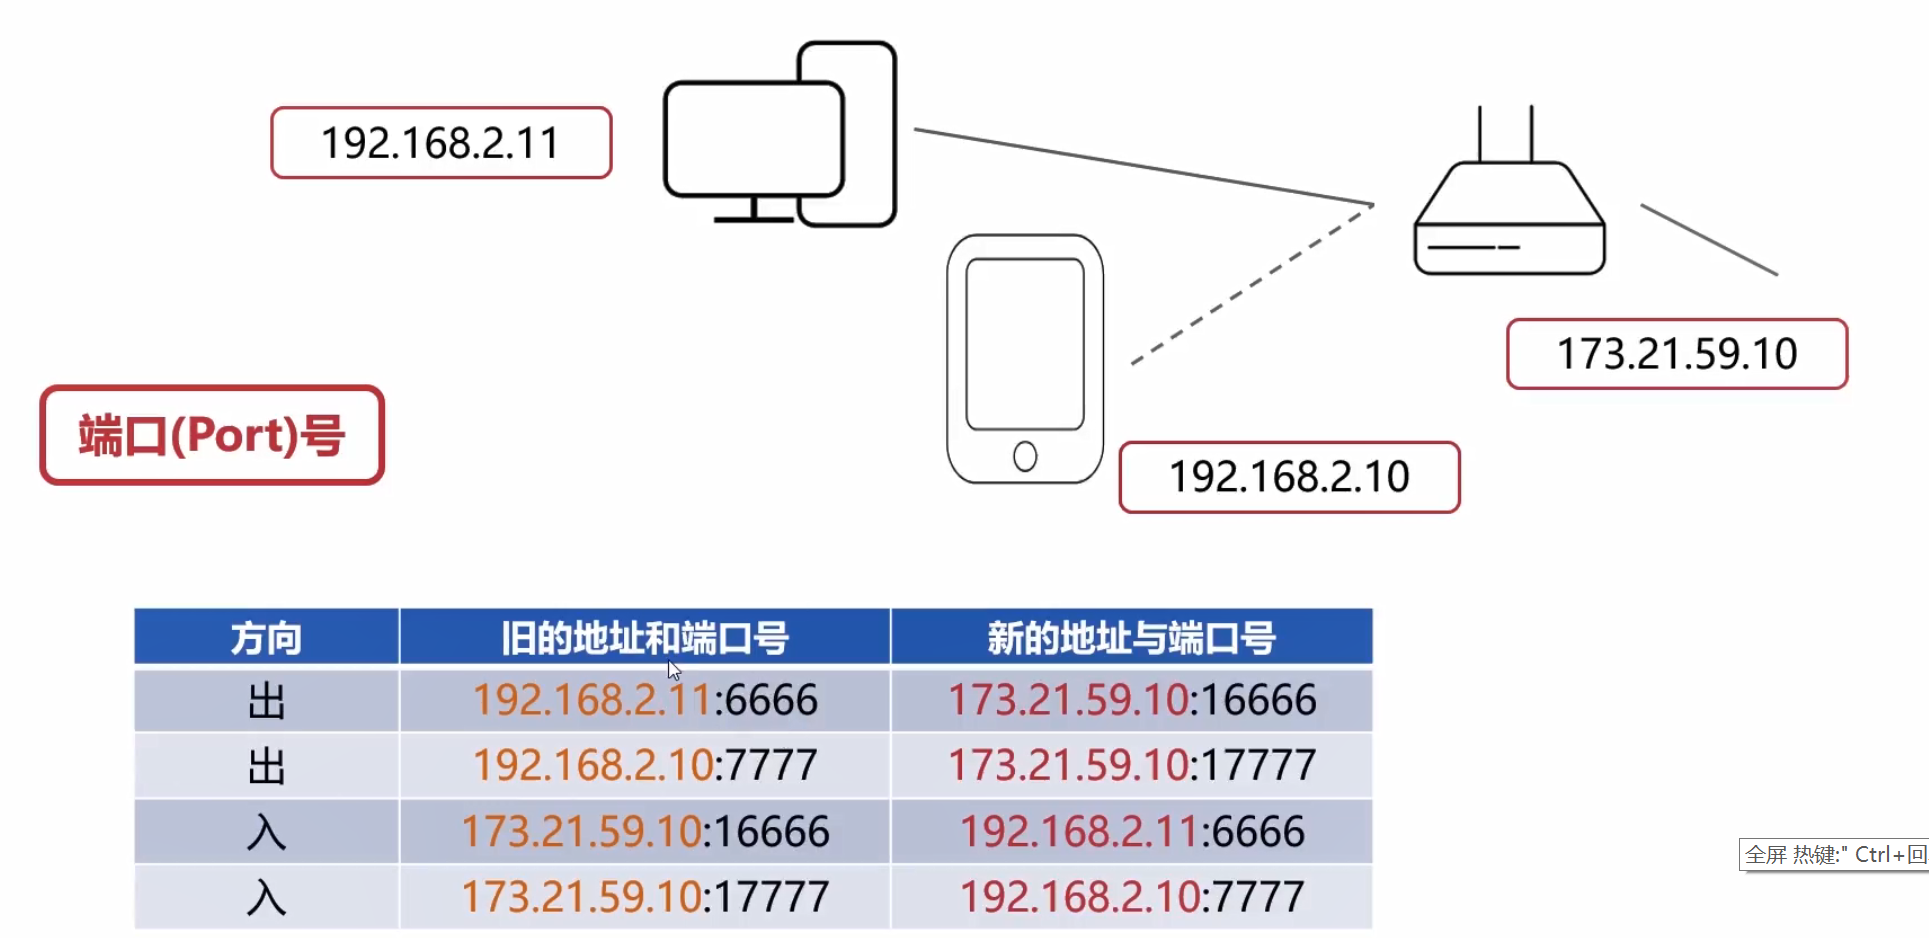 192.168.2.11
173.21.59.10
端口(Port)号
192.168.2.10
方向 旧的地址和端口号 新的地址与端口号
出 192.168.2.11:6666 173.21.59.10:16666
出 192.168.2.10:7777 173.21.59.10:17777
入 173.21.59.10:16666 192.168.2.11:6666
入 173.21.59.10:17777 192.168.2.10:7777
全屏 热键:" Ctrl+回